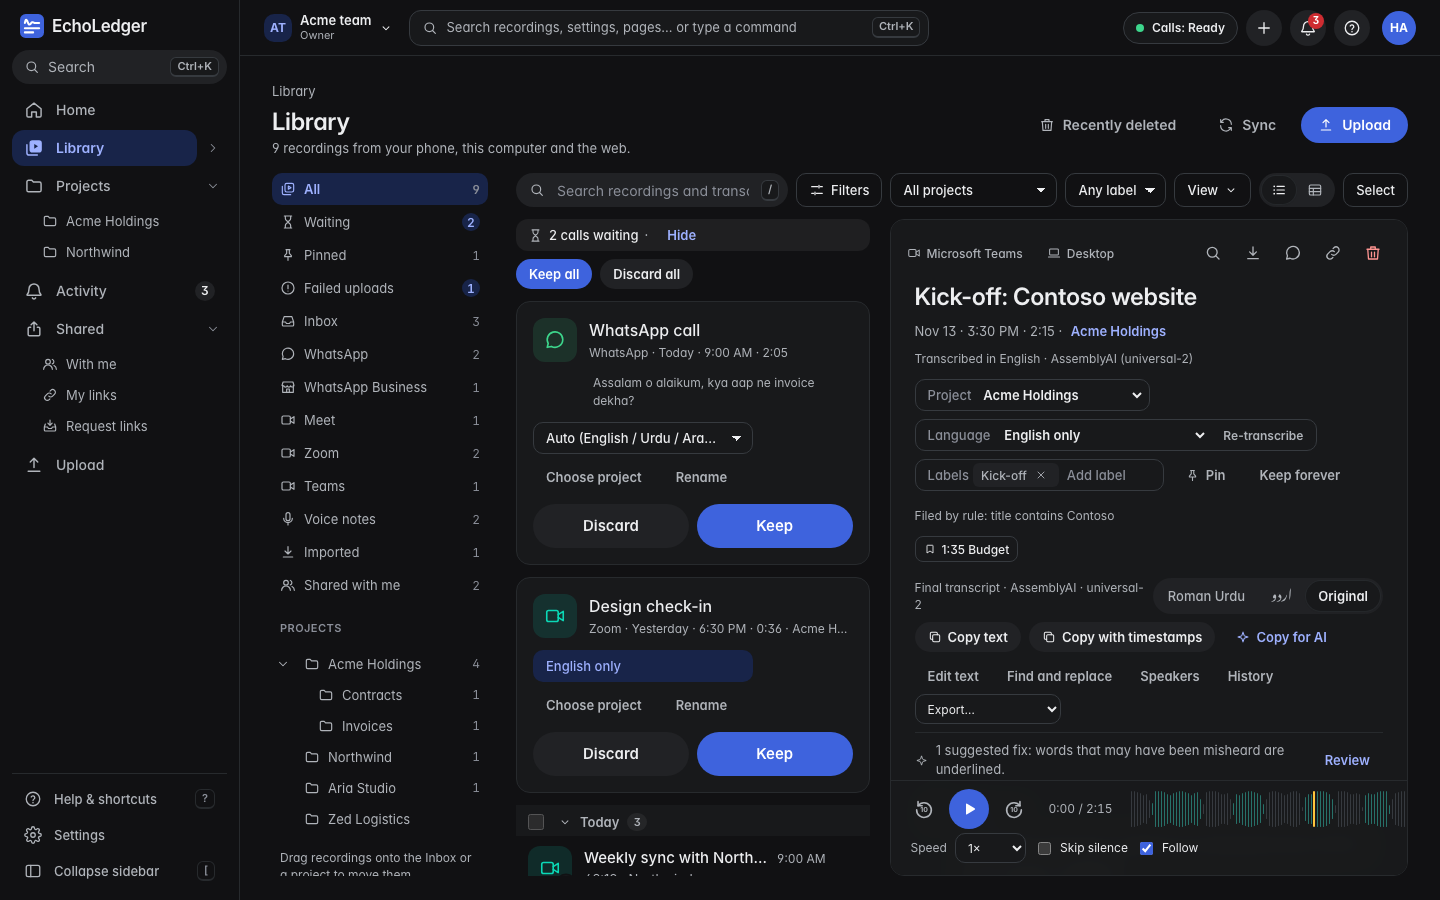 EchoLedger
Search Ctrl+K
Home
Library
Projects
Acme Holdings
Northwind
Activity 3
Shared
With me
My links
Request links
Upload
Help & shortcuts ?
Settings
Collapse sidebar [
AT Acme team
Owner
Search recordings, settings, pages... or type a command Ctrl+K
Calls: Ready
3
HA
Library
Library
9 recordings from your phone, this computer and the web.
Recently deleted
Sync
Upload
All 9
Waiting 2
Pinned 1
Failed uploads 1
Inbox 3
WhatsApp 2
WhatsApp Business 1
Meet 1
Zoom 2
Teams 1
Voice notes 2
Imported 1
Shared with me 2
PROJECTS
Acme Holdings 4
Contracts 1
Invoices 1
Northwind 1
Aria Studio 1
Zed Logistics
Drag recordings onto the Inbox or
a project to move them
Search recordings and transc /
Filters
All projects
Any label
View
Select
2 calls waiting · Hide
Keep all
Discard all
WhatsApp call
WhatsApp · Today · 9:00 AM · 2:05
Assalam o alaikum, kya aap ne invoice
dekha?
Auto (English / Urdu / Ara...
Choose project Rename
Discard Keep
Design check-in
Zoom · Yesterday · 6:30 PM · 0:36 · Acme H...
English only
Choose project Rename
Discard Keep
Today 3
Weekly sync with North... 9:00 AM
Microsoft Teams Desktop
Kick-off: Contoso website
Nov 13 · 3:30 PM · 2:15 · Acme Holdings
Transcribed in English · AssemblyAI (universal-2)
Project Acme Holdings
Language English only Re-transcribe
Labels Kick-off × Add label Pin Keep forever
Filed by rule: title contains Contoso
1:35 Budget
Final transcript · AssemblyAI · universal-
2
Roman Urdu اردو Original
Copy text Copy with timestamps Copy for AI
Edit text Find and replace Speakers History
Export...
1 suggested fix: words that may have been misheard are
underlined.
Review
10 10 0:00 / 2:15
Speed 1× Skip silence Follow